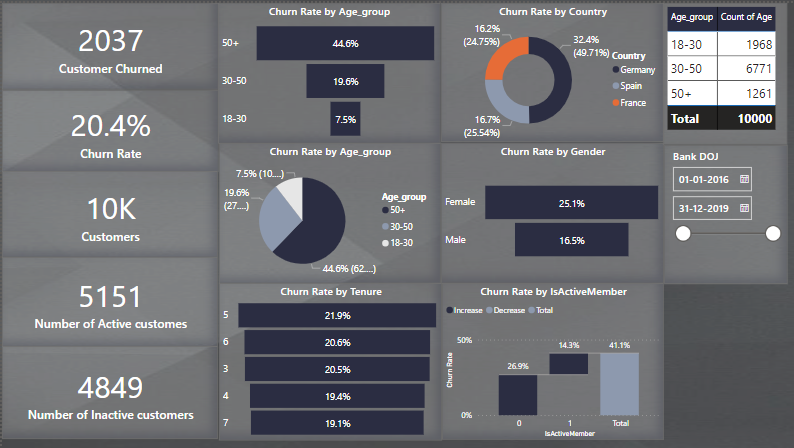 2037
Customer Churned
20.4%
Churn Rate
10K
Customers
5151
Number of Active customes
4849
Number of Inactive customers
Churn Rate by Age_group
50+
44.6%
30-50
19.6%
18-30
7.5%
Churn Rate by Country
16.2%
(24.75%)
32.4%
(49.71%)
16.7%
(25.54%)
Country
Germany
Spain
France
Age_group Count of Age
18-30 1968
30-50 6771
50+ 1261
Total 10000
Churn Rate by Age_group
7.5% (10....)
19.6%
(27....)
44.6% (62....)
Age_group
50+
30-50
18-30
Churn Rate by Gender
Female 25.1%
Male 16.5%
Bank DOJ
01-01-2016
31-12-2019
Churn Rate by Tenure
5 21.9%
6 20.6%
3 20.5%
4 19.4%
7 19.1%
Churn Rate by IsActiveMember
Increase Decrease Total
Churn Rate
50%
0%
26.9%
14.3%
41.1%
0 1 Total
IsActiveMember